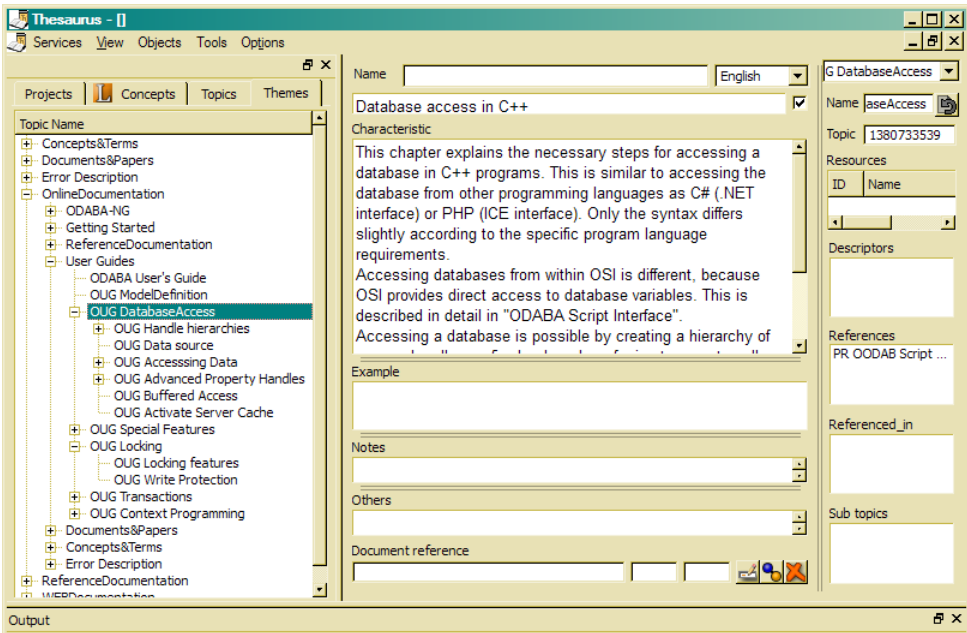 Thesaurus - []
Services View Objects Tools Options
Projects Concepts Topics Themes
Topic Name
Concepts&Terms
Documents&Papers
Error Description
OnlineDocumentation
ODABA-NG
Getting Started
ReferenceDocumentation
User Guides
ODABA User's Guide
OUG ModelDefinition
OUG DatabaseAccess
OUG Handle hierarchies
OUG Data source
OUG Accesssing Data
OUG Advanced Property Handles
OUG Buffered Access
OUG Activate Server Cache
OUG Special Features
OUG Locking
OUG Locking features
OUG Write Protection
OUG Transactions
OUG Context Programming
Documents&Papers
Concepts&Terms
Error Description
ReferenceDocumentation
WEBDocumentation
Name English
Database access in C++
Characteristic
This chapter explains the necessary steps for accessing a
database in C++ programs. This is similar to accessing the
database from other programming languages as C# (.NET
interface) or PHP (ICE interface). Only the syntax differs
slightly according to the specific program language
requirements.
Accessing databases from within OSI is different, because
OSI provides direct access to database variables. This is
described in detail in "ODABA Script Interface".
Accessing a database is possible by creating a hierarchy of
Example
Notes
Others
Document reference
G DatabaseAccess
Name aseAccess
Topic 1380733539
Resources
ID Name
Descriptors
References
PR OODAB Script ...
Referenced_in
Sub topics
Output